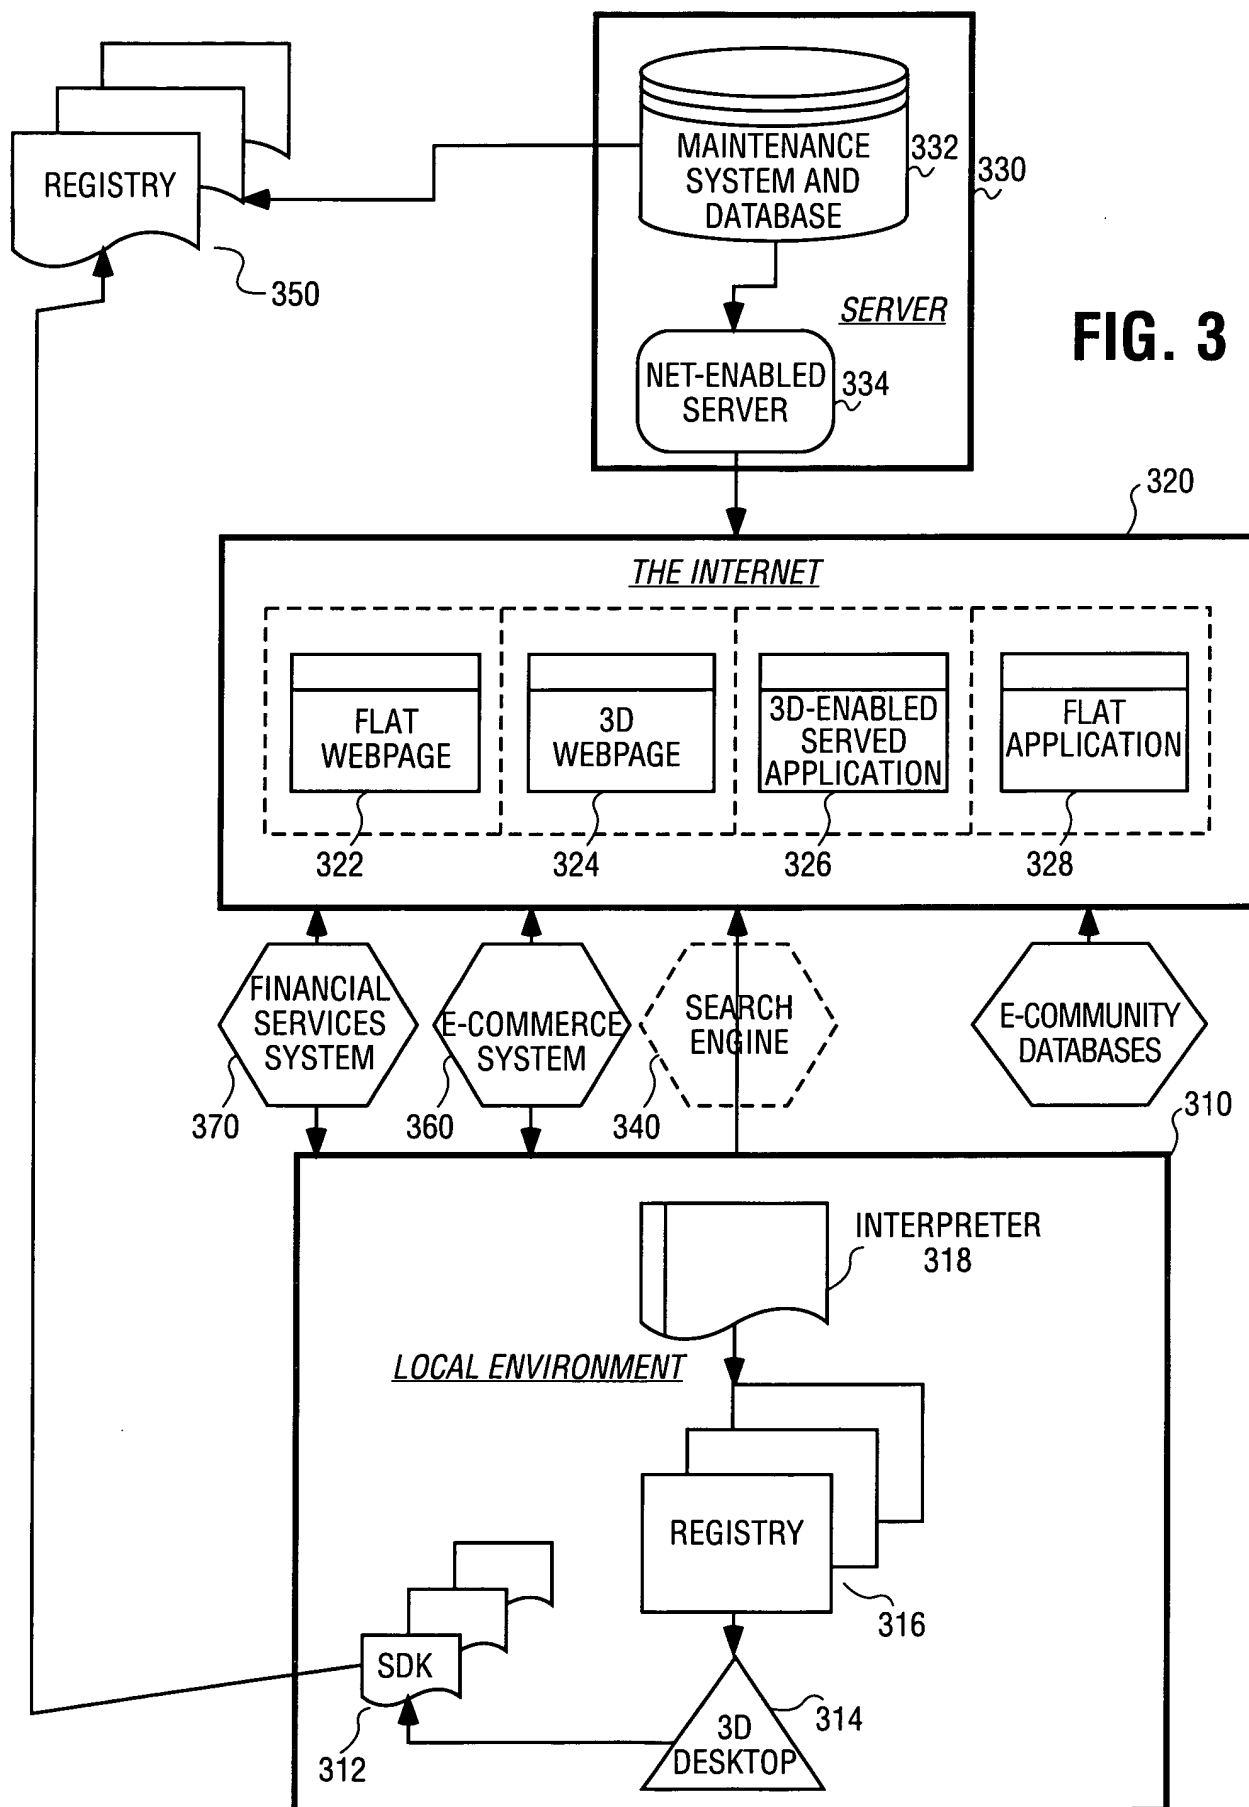 MAINTENANCE
SYSTEM AND
DATABASE
332
330
REGISTRY
350
SERVER
FIG. 3
NET-ENABLED
SERVER
334
320
THE INTERNET
FLAT
WEBPAGE
3D
WEBPAGE
3D-ENABLED
SERVED
APPLICATION
FLAT
APPLICATION
322
324
326
328
FINANCIAL
SERVICES
SYSTEM
E-COMMERCE
SYSTEM
SEARCH
ENGINE
E-COMMUNITY
DATABASES
370
360
340
310
INTERPRETER
318
LOCAL ENVIRONMENT
REGISTRY
316
SDK
312
3D
DESKTOP
314